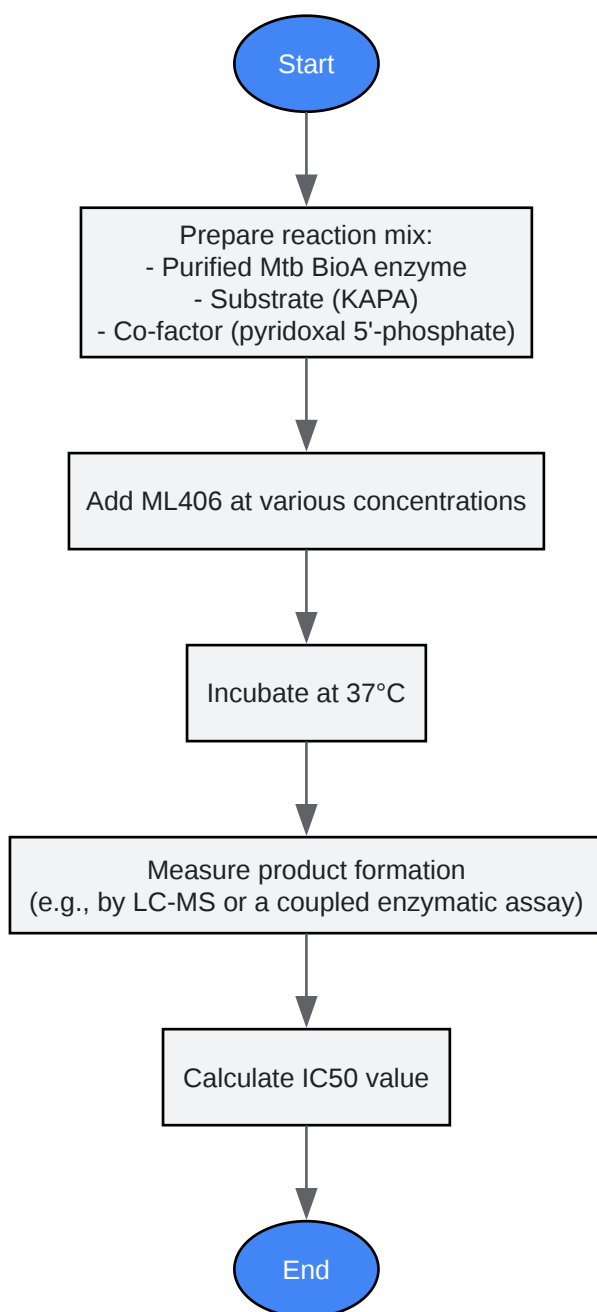 Start
Prepare reaction mix:
- Purified Mtb BioA enzyme
- Substrate (KAPA)
- Co-factor (pyridoxal 5'-phosphate)
Add ML406 at various concentrations
Incubate at 37°C
Measure product formation
(e.g., by LC-MS or a coupled enzymatic assay)
Calculate IC50 value
End